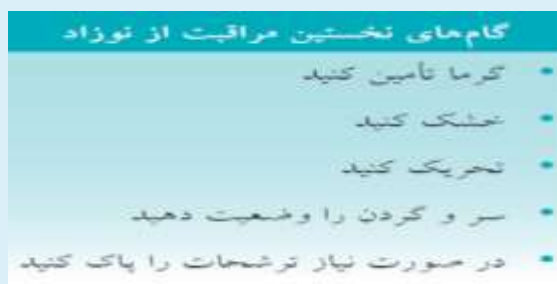 گام‌های نخستین مراقبت از نوزاد
• گرما تأمین کنید
• خشک کنید
• تحریک کنید
• سر و گردن را وضعیت دهید
• در صورت نیاز ترشحات را پاک کنید